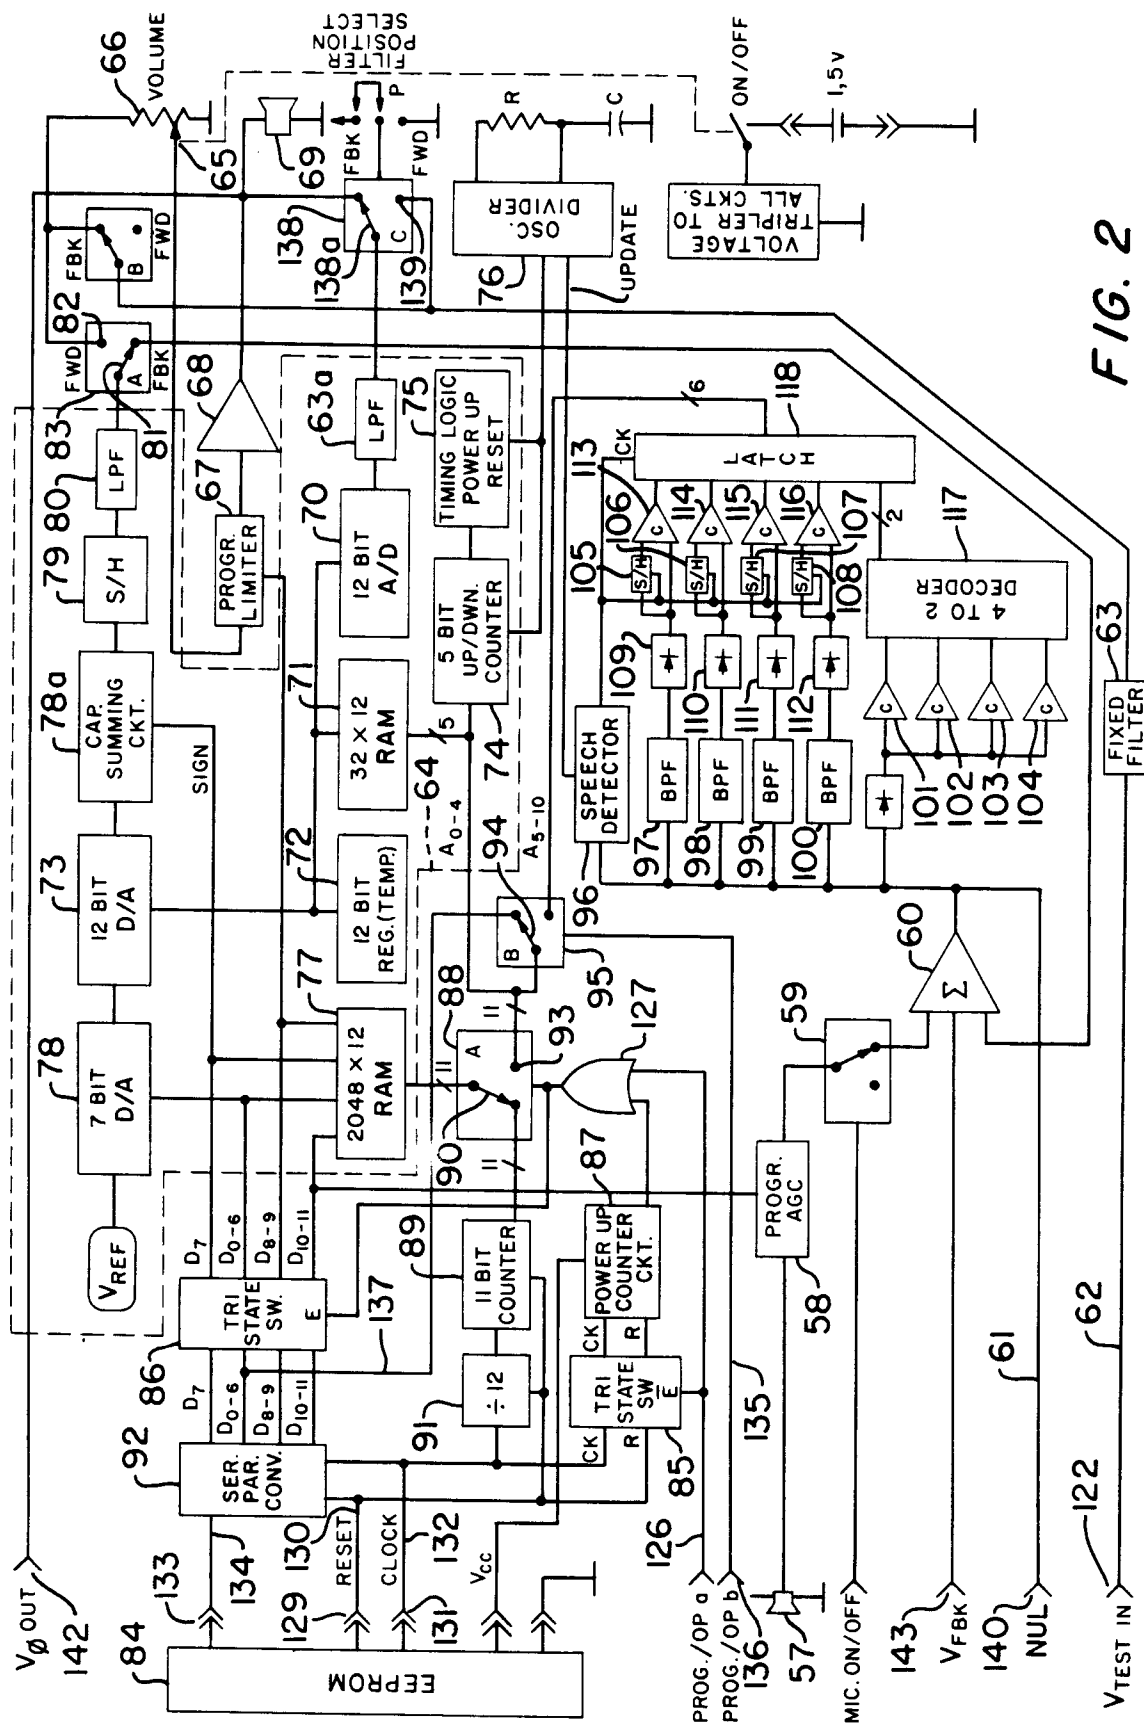 V∅ OUT
142
84
EEPROM
133
134
129
RESET
130
CLOCK
132
131
VCC
92
SER.
PAR.
CONV.
D7
D0-6
D8-9
D10-11
86
TRI
STATE
SW.
E
D7
D0-6
D8-9
D10-11
137
VREF
78
7 BIT
D/A
73
12 BIT
D/A
78a
CAP.
SUMMING
CKT.
SIGN
79
S/H
80
LPF
83
FWD
82
A
81
FBK
FBK
B
FWD
66
VOLUME
65
67
PROGR.
LIMITER
68
69
FILTER
POSITION
SELECT
FBK
P
FWD
138
138a
C
139
77
2048 X 12
RAM
72
12 BIT
REG.(TEMP.)
71
32 X 12
RAM
70
12 BIT
A/D
63a
LPF
64
A0-4
5
74
5 BIT
UP/DWN.
COUNTER
75
TIMING LOGIC
POWER UP
RESET
76
OSC.
DIVIDER
R
C
UPDATE
A5-10
91
÷ 12
89
11 BIT
COUNTER
11
90
11
88
A
93
11
94
B
95
85
CK
R
TRI
STATE
SW
E
CK
R
87
POWER UP
COUNTER
CKT.
127
PROG./OP a
126
PROG./OP b
136
135
57
58
PROGR.
AGC
59
MIC. ON/OFF
143
VFBK
60
Σ
140
NUL
61
122
VTEST IN
62
63
FIXED
FILTER
96
SPEECH
DETECTOR
97
BPF
98
BPF
99
BPF
100
BPF
109
110
111
112
105
S/H
106
S/H
107
S/H
108
S/H
113
C
114
C
115
C
116
C
101
C
102
C
103
C
104
C
117
4 TO 2
DECODER
2
118
CK
LATCH
6
VOLTAGE
TRIPLER TO
ALL CKTS.
ON/OFF
1,5V
FIG. 2